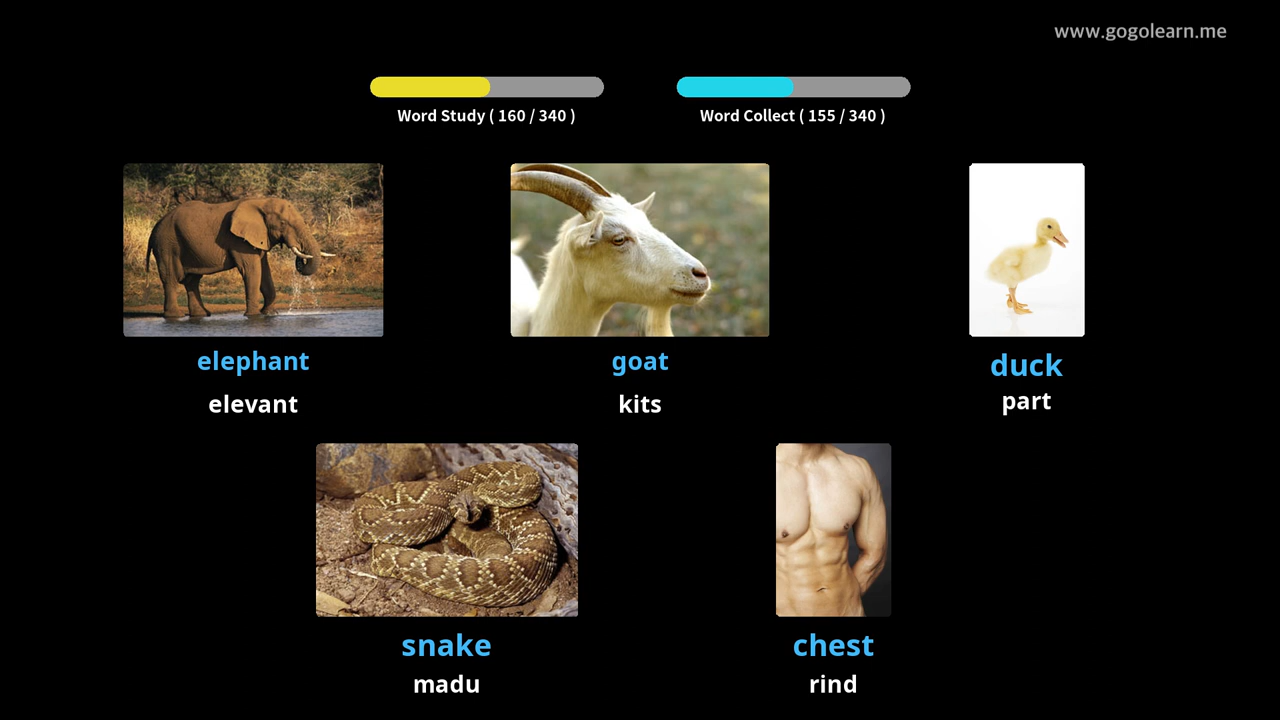 www.gogolearn.me
Word Study ( 160 / 340 )
Word Collect ( 155 / 340 )
elephant
elevant
goat
kits
duck
part
snake
madu
chest
rind